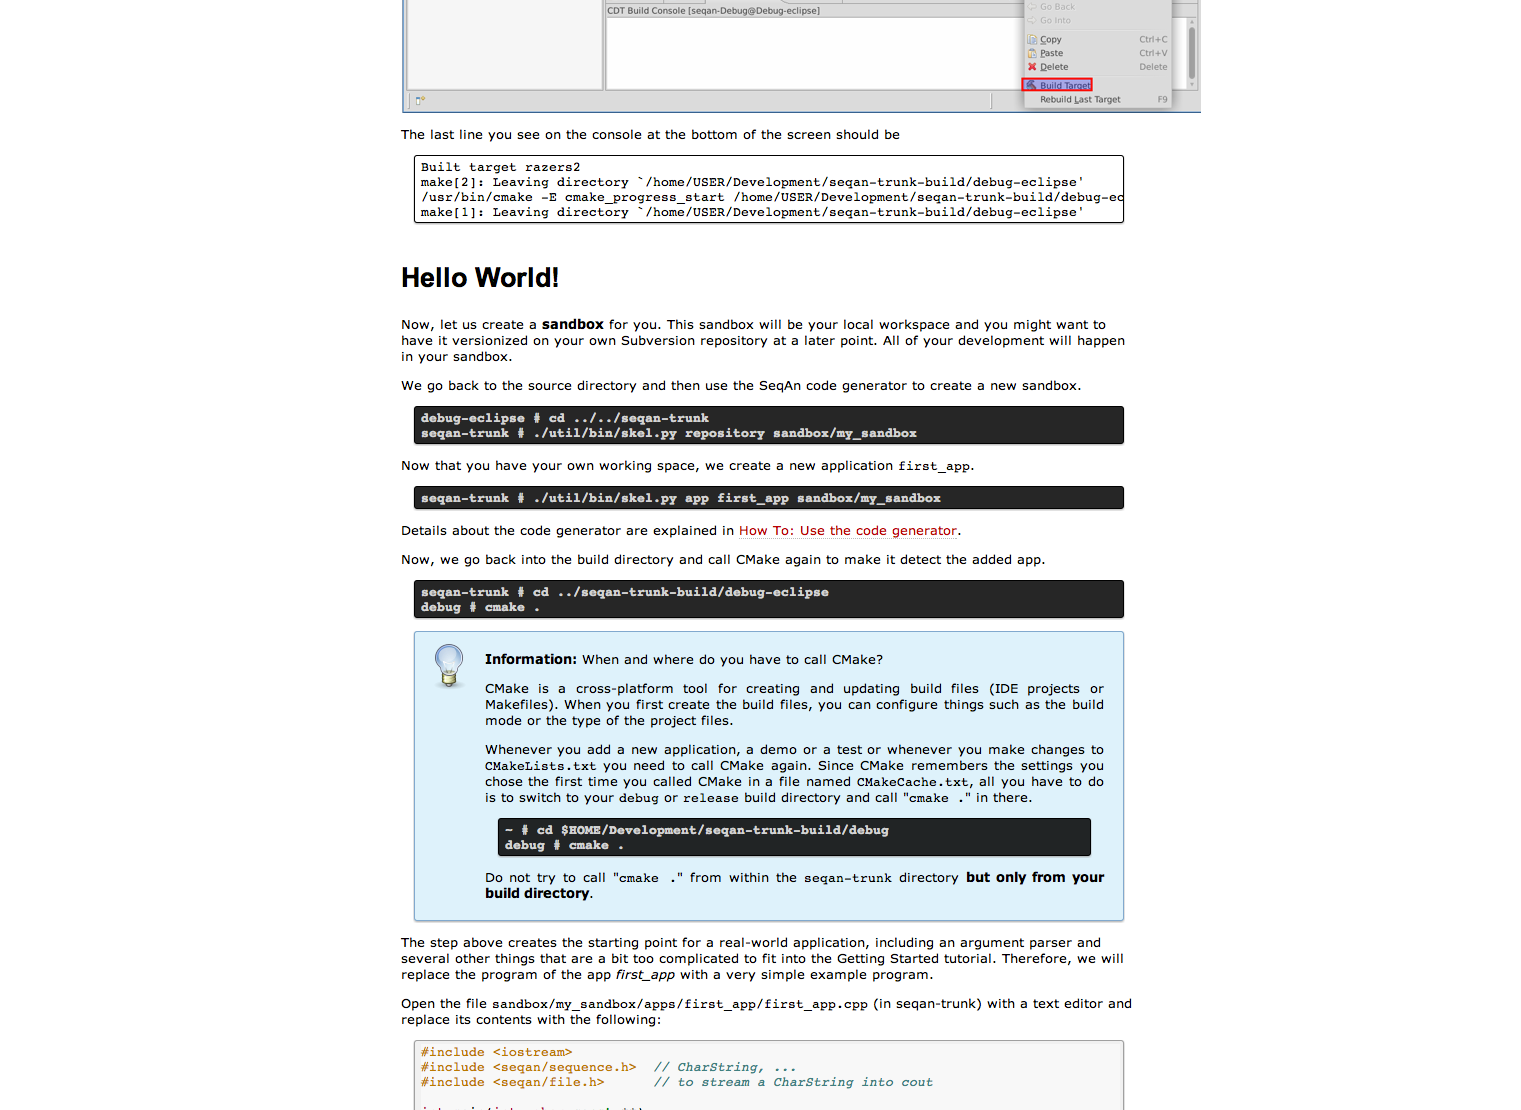 CDT Build Console [seqan-Debug@Debug-eclipse]
Go Back
Go Into
Copy Ctrl+C
Paste Ctrl+V
Delete Delete
Build Target
Rebuild Last Target F9
The last line you see on the console at the bottom of the screen should be
Built target razers2
make[2]: Leaving directory `/home/USER/Development/seqan-trunk-build/debug-eclipse'
/usr/bin/cmake -E cmake_progress_start /home/USER/Development/seqan-trunk-build/debug-ec
make[1]: Leaving directory `/home/USER/Development/seqan-trunk-build/debug-eclipse'
Hello World!
Now, let us create a sandbox for you. This sandbox will be your local workspace and you might want to
have it versionized on your own Subversion repository at a later point. All of your development will happen
in your sandbox.
We go back to the source directory and then use the SeqAn code generator to create a new sandbox.
debug-eclipse # cd ../../seqan-trunk
seqan-trunk # ./util/bin/skel.py repository sandbox/my_sandbox
Now that you have your own working space, we create a new application first_app.
seqan-trunk # ./util/bin/skel.py app first_app sandbox/my_sandbox
Details about the code generator are explained in How To: Use the code generator.
Now, we go back into the build directory and call CMake again to make it detect the added app.
seqan-trunk # cd ../seqan-trunk-build/debug-eclipse
debug # cmake .
Information: When and where do you have to call CMake?
CMake is a cross-platform tool for creating and updating build files (IDE projects or
Makefiles). When you first create the build files, you can configure things such as the build
mode or the type of the project files.
Whenever you add a new application, a demo or a test or whenever you make changes to
CMakeLists.txt you need to call CMake again. Since CMake remembers the settings you
chose the first time you called CMake in a file named CMakeCache.txt, all you have to do
is to switch to your debug or release build directory and call "cmake ." in there.
~ # cd $HOME/Development/seqan-trunk-build/debug
debug # cmake .
Do not try to call "cmake ." from within the seqan-trunk directory but only from your
build directory.
The step above creates the starting point for a real-world application, including an argument parser and
several other things that are a bit too complicated to fit into the Getting Started tutorial. Therefore, we will
replace the program of the app first_app with a very simple example program.
Open the file sandbox/my_sandbox/apps/first_app/first_app.cpp (in seqan-trunk) with a text editor and
replace its contents with the following:
#include <iostream>
#include <seqan/sequence.h>  // CharString, ...
#include <seqan/file.h>      // to stream a CharString into cout